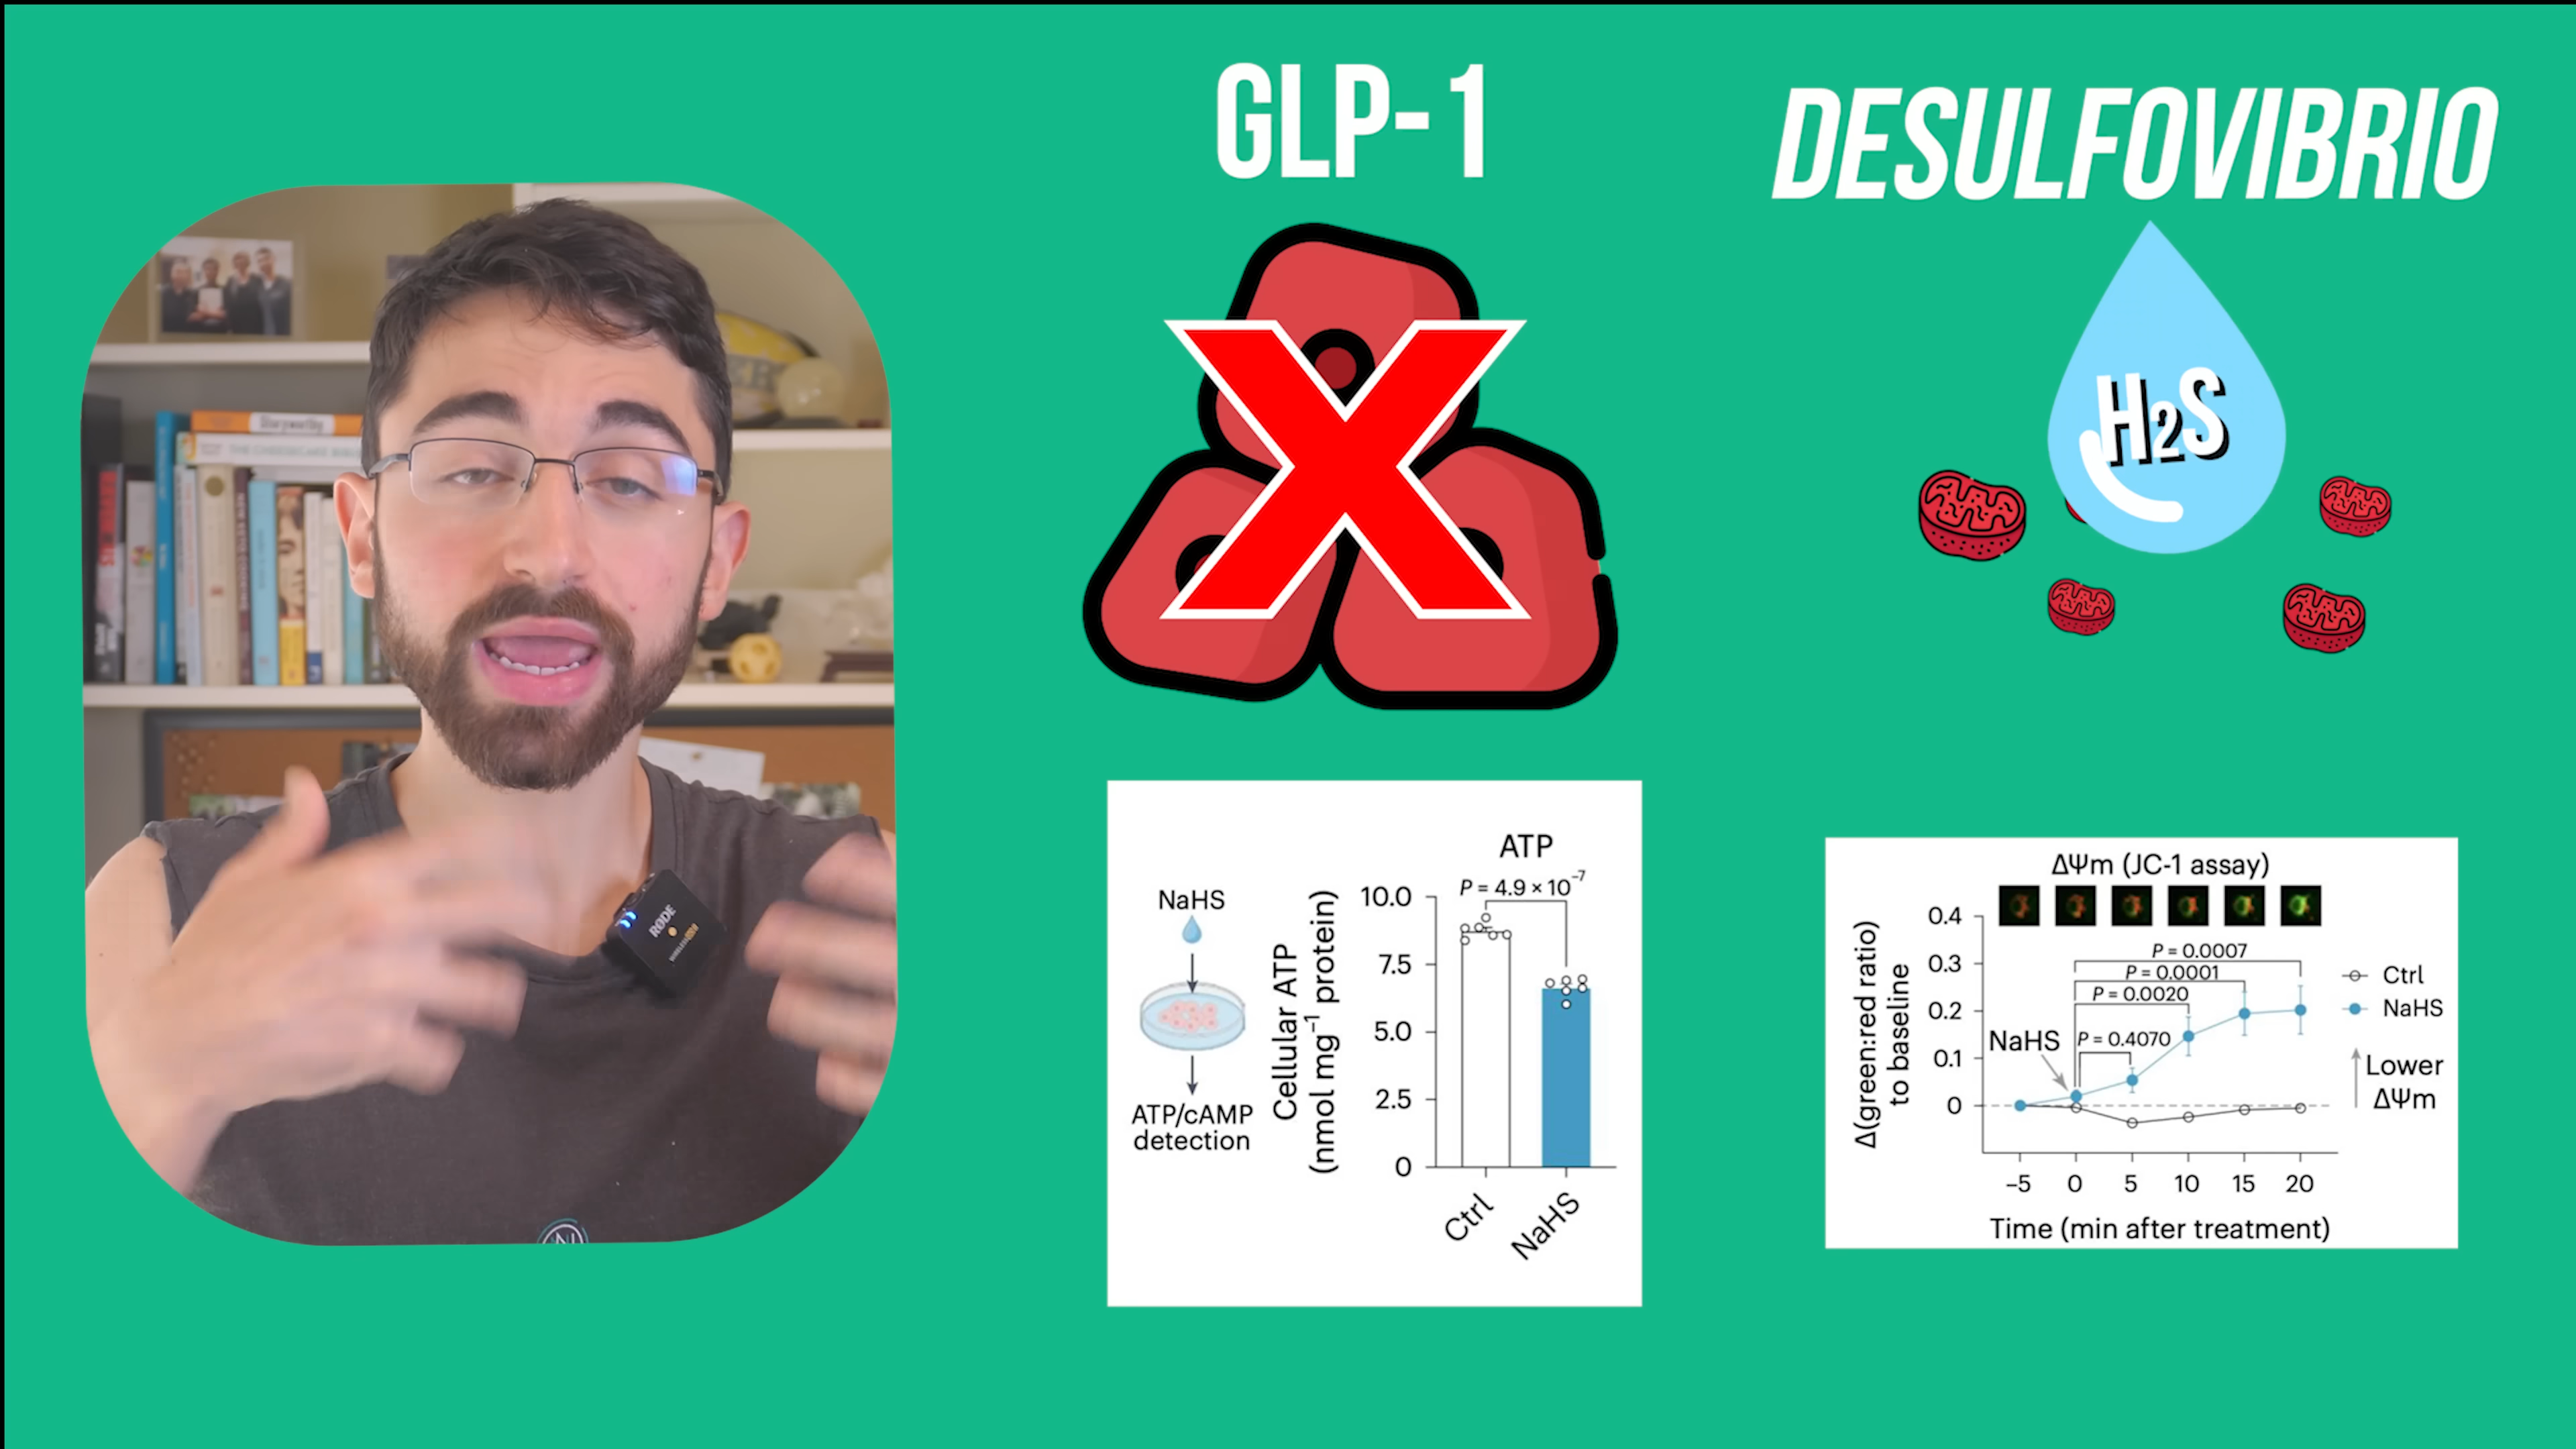 GLP-1
DESULFOVIBRIO
H2S
Storyworthy
RØDE
NaHS
ATP/cAMP
detection
ATP
P = 4.9 × 10⁻⁷
Cellular ATP
(nmol mg⁻¹ protein)
10.0
7.5
5.0
2.5
0
Ctrl
NaHS
ΔΨm (JC-1 assay)
Δ(green:red ratio)
to baseline
0.4
0.3
0.2
0.1
0
P = 0.0007
P = 0.0001
P = 0.0020
P = 0.4070
NaHS
Ctrl
NaHS
Lower
ΔΨm
–5 0 5 10 15 20
Time (min after treatment)